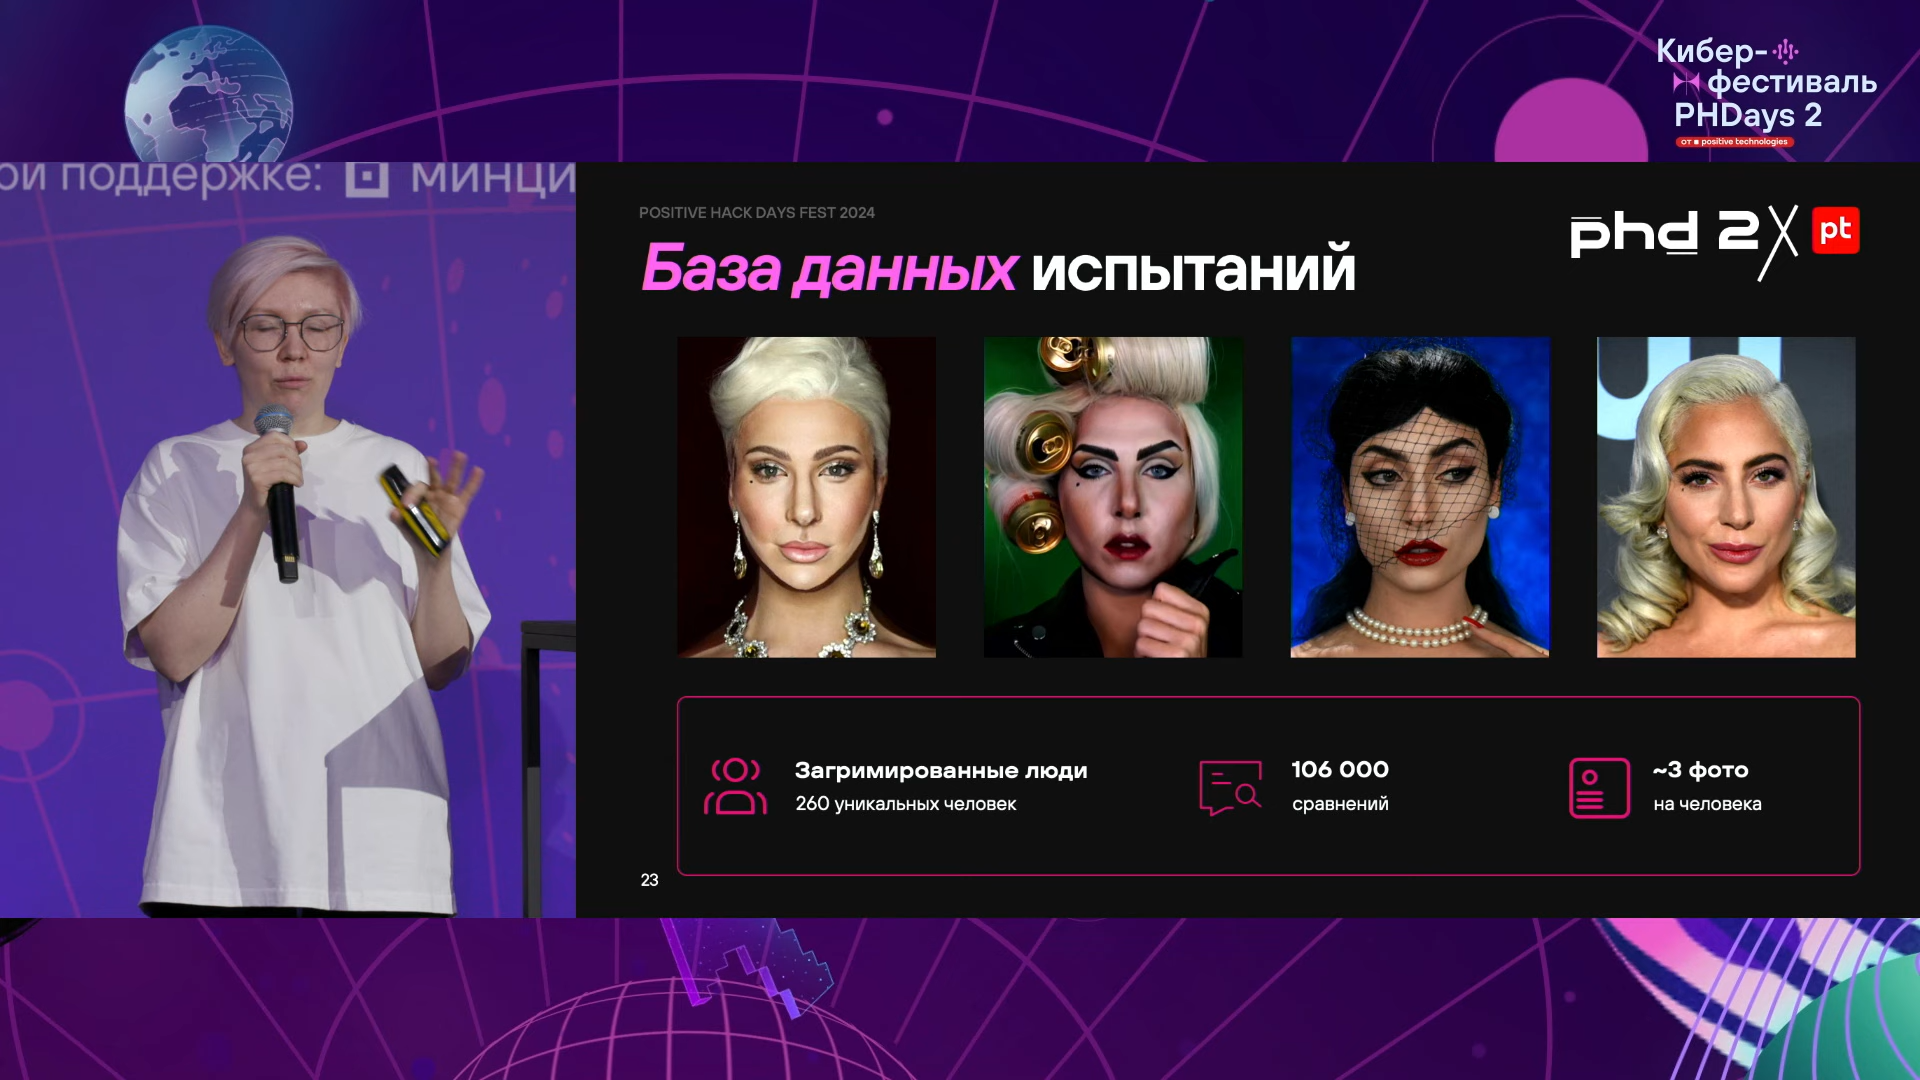 Кибер-
фестиваль
PHDays 2
от positive technologies
ри поддержке: МИНЦИ
POSITIVE HACK DAYS FEST 2024
phd 2
pt
База данных испытаний
Загримированные люди
260 уникальных человек
106 000
сравнений
~3 фото
на человека
23